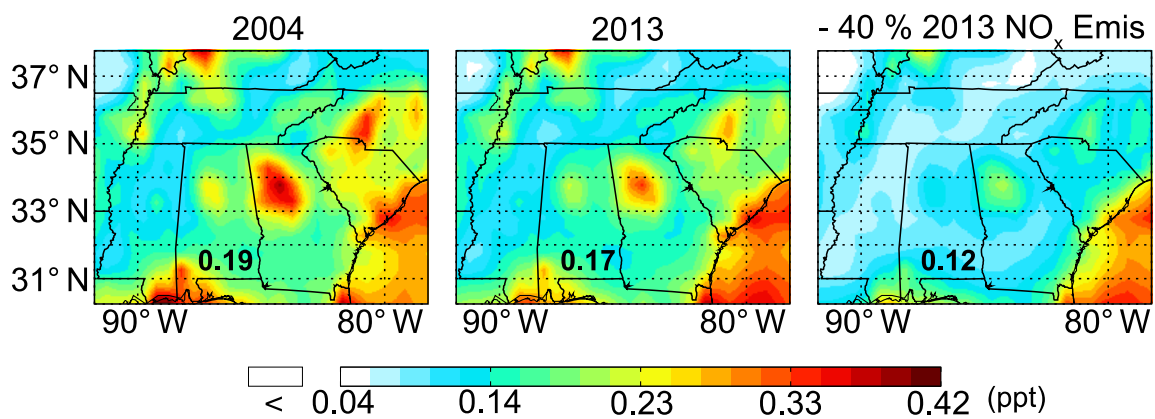 2004 2013 - 40 % 2013 NOx Emis
37° N
35° N
33° N
31° N
0.19 0.17 0.12
90° W 80° W 90° W 80° W 90° W 80° W
< 0.04 0.14 0.23 0.33 0.42 (ppt)